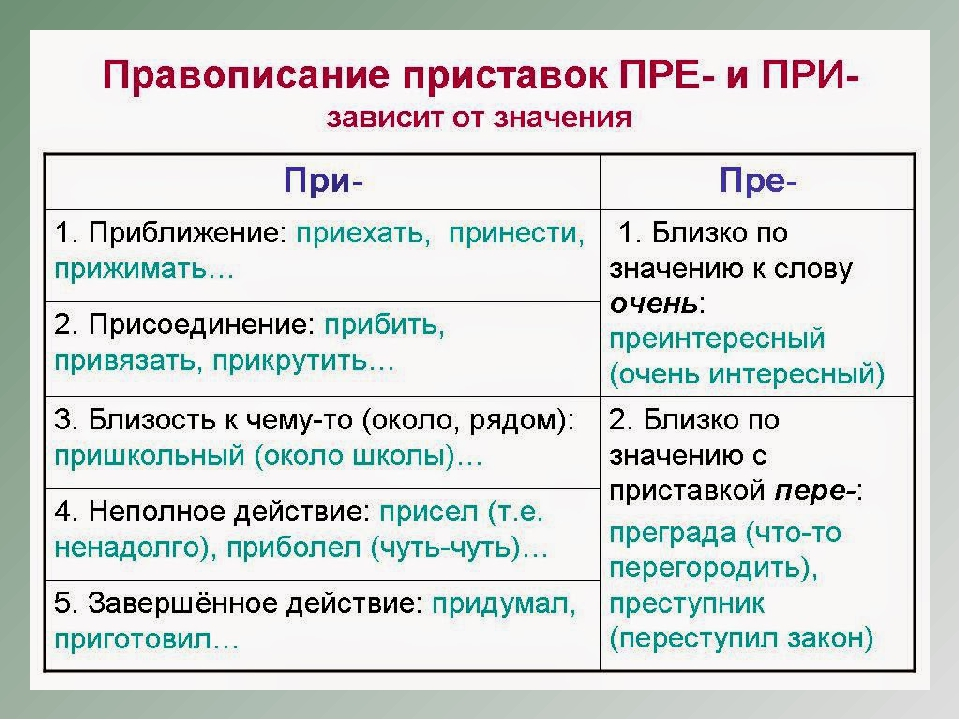 Правописание приставок ПРЕ- и ПРИ-
зависит от значения
При-
Пре-
1. Приближение: приехать, принести,
прижимать…
2. Присоединение: прибить,
привязать, прикрутить…
3. Близость к чему-то (около, рядом):
пришкольный (около школы)…
4. Неполное действие: присел (т.е.
ненадолго), приболел (чуть-чуть)…
5. Завершённое действие: придумал,
приготовил…
1. Близко по
значению к слову
очень:
преинтересный
(очень интересный)
2. Близко по
значению с
приставкой пере-:
преграда (что-то
перегородить),
преступник
(переступил закон)